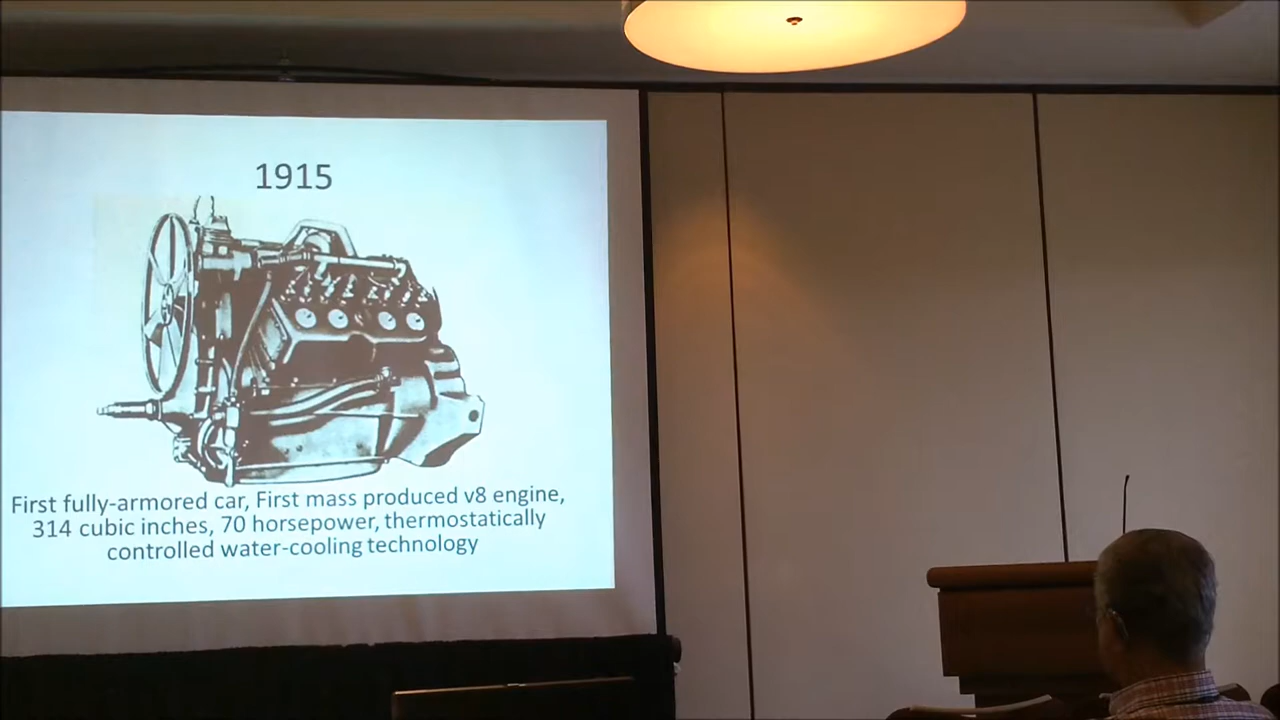 1915
First fully-armored car, First mass produced v8 engine,
314 cubic inches, 70 horsepower, thermostatically
controlled water-cooling technology